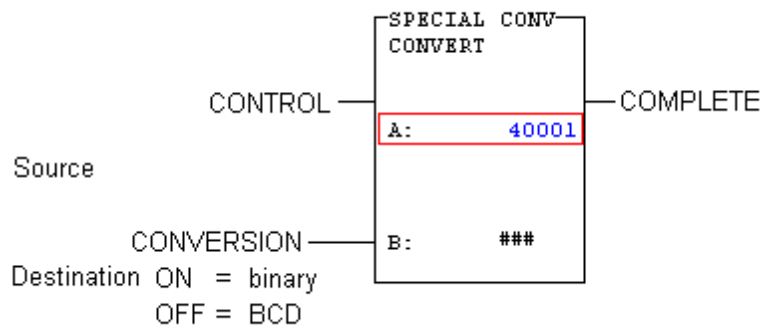 SPECIAL CONV
CONVERT
CONTROL
COMPLETE
A: 40001
Source
CONVERSION
B: ###
Destination ON = binary
OFF = BCD